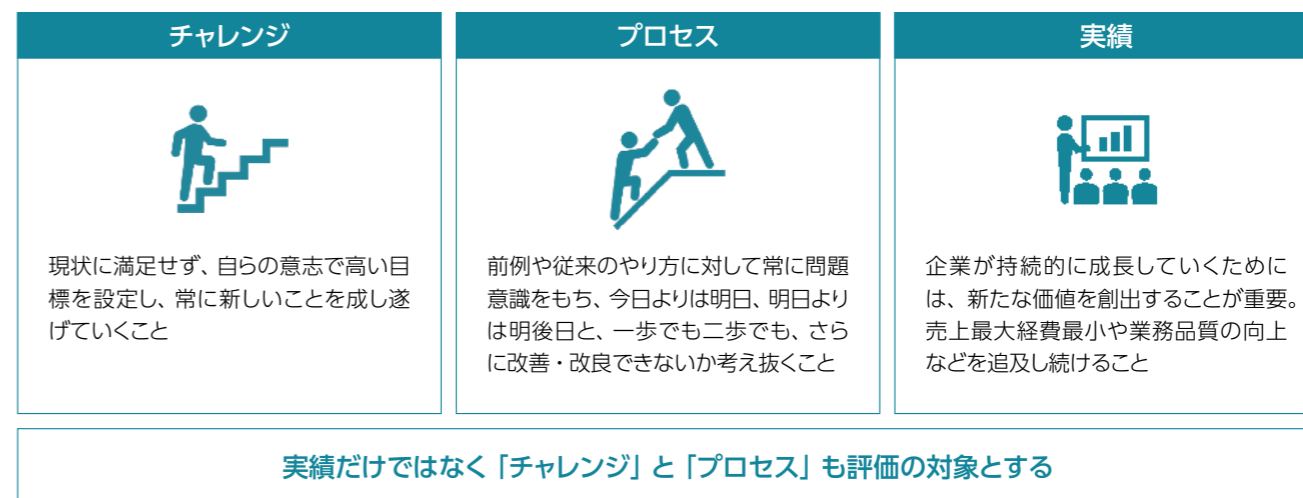 チャレンジ
現状に満足せず、自らの意志で高い目
標を設定し、常に新しいことを成し遂
げていくこと
プロセス
前例や従来のやり方に対して常に問題
意識をもち、今日よりは明日、明日より
は明後日と、一歩でも二歩でも、さら
に改善・改良できないか考え抜くこと
実績
企業が持続的に成長していくために
は、新たな価値を創出することが重要。
売上最大経費最小や業務品質の向上
などを追及し続けること
実績だけではなく「チャレンジ」と「プロセス」も評価の対象とする